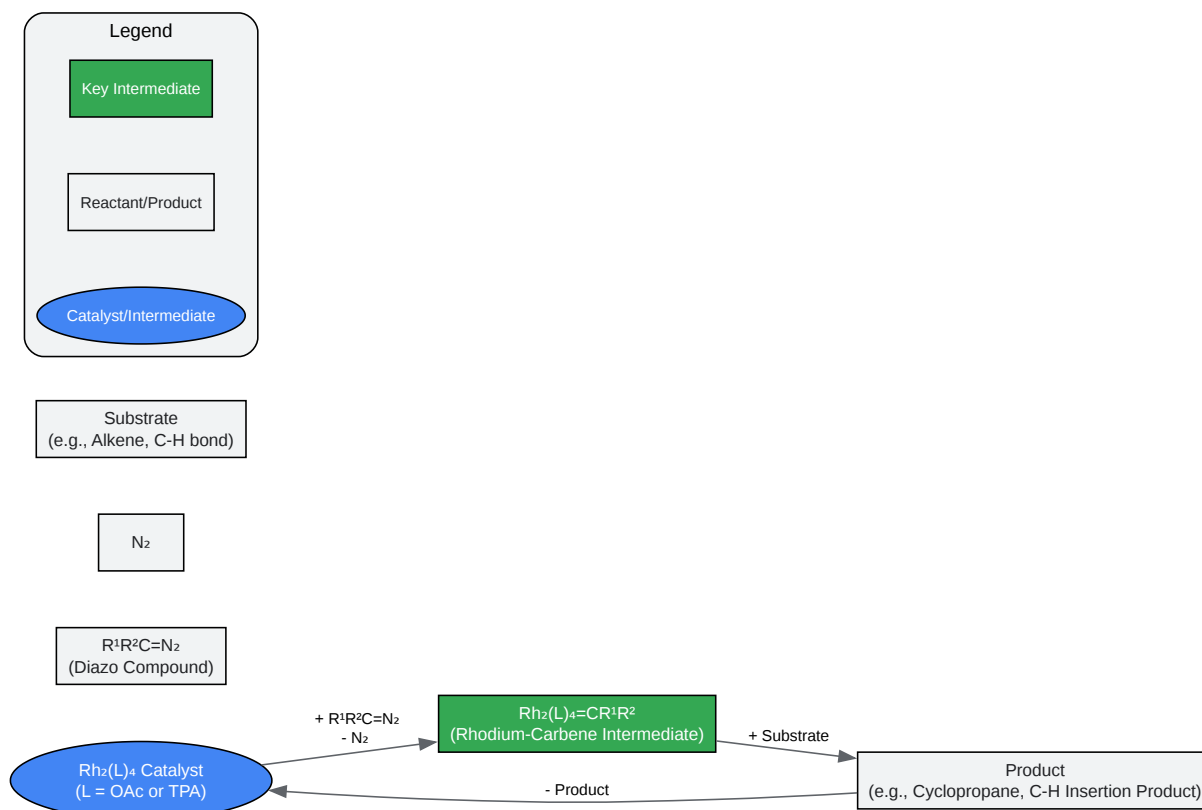 Legend
Key Intermediate
Reactant/Product
Catalyst/Intermediate
Substrate
(e.g., Alkene, C-H bond)
N₂
R¹R²C=N₂
(Diazo Compound)
Rh₂(L)₄ Catalyst
(L = OAc or TPA)
+ R¹R²C=N₂
- N₂
Rh₂(L)₄=CR¹R²
(Rhodium-Carbene Intermediate)
+ Substrate
Product
(e.g., Cyclopropane, C-H Insertion Product)
- Product